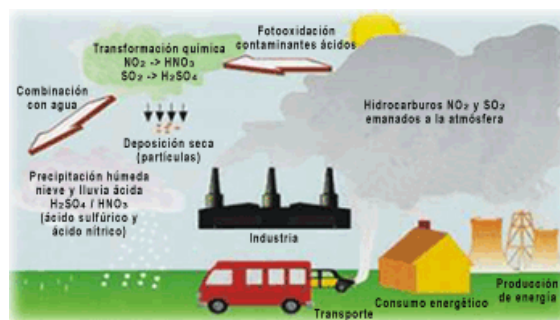 Fotooxidación
contaminantes ácidos
Transformación química
NO₂ -> HNO₃
SO₂ -> H₂SO₄
Combinación
con agua
Hidrocarburos NO₂ y SO₂
emanados a la atmósfera
Deposición seca
(partículas)
Precipitación húmeda
nieve y lluvia ácida
H₂SO₄ / HNO₃
(ácido sulfúrico y
ácido nítrico)
Industria
Transporte
Consumo energético
Producción
de energía